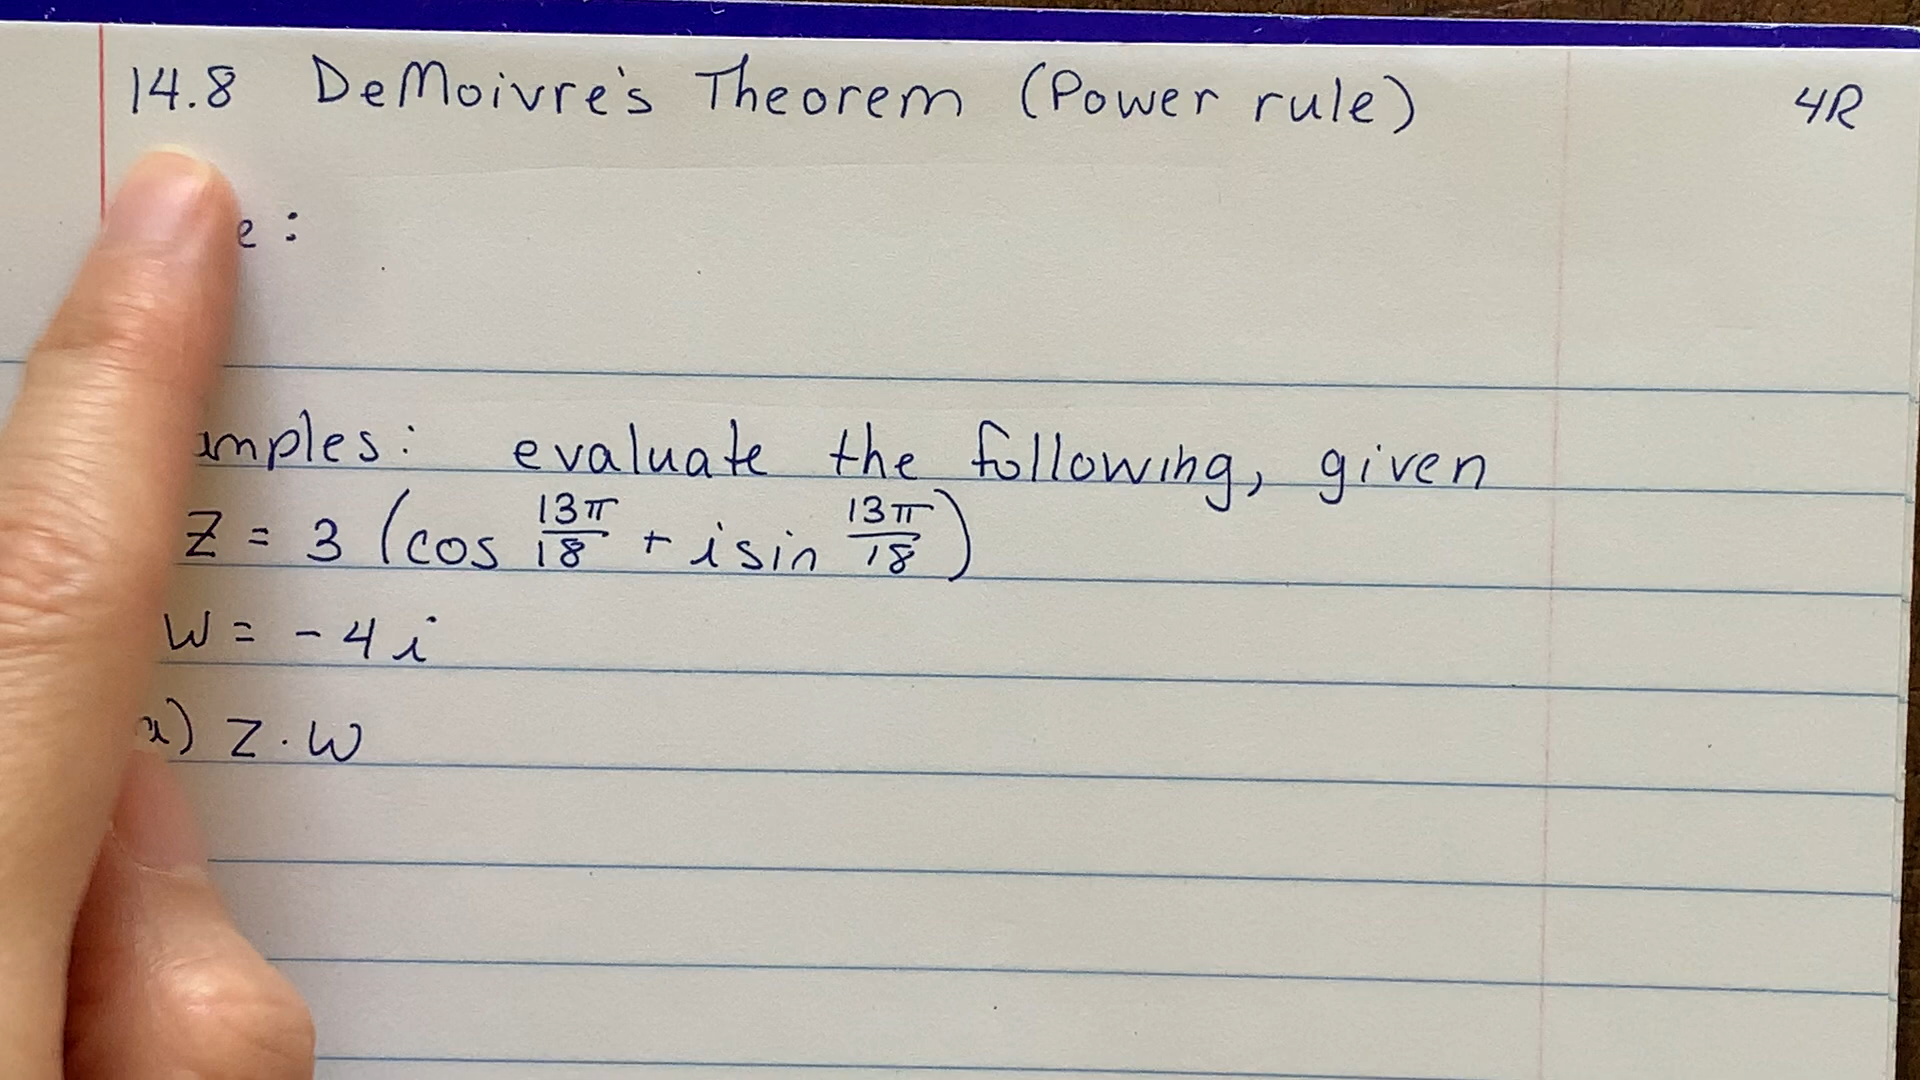 14.8 DeMoivre's Theorem (Power rule) 4R
evaluate the following, given
Z = 3 (cos 13π/18 + i sin 13π/18)
W = -4i
Z · W